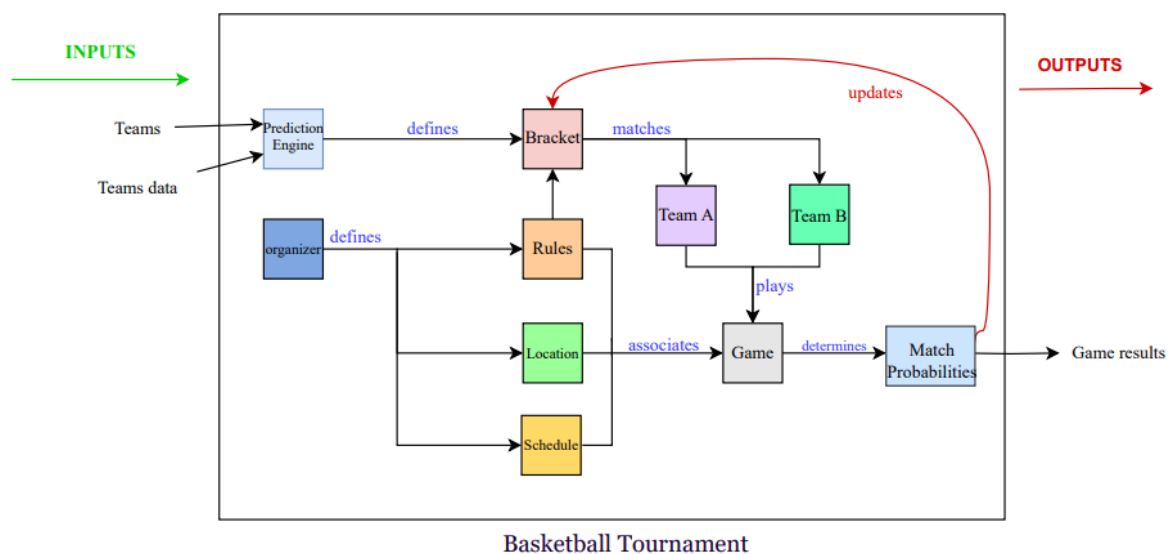 INPUTS
OUTPUTS
updates
Teams
Prediction
Engine
defines
Bracket
matches
Teams data
Team A
Team B
organizer
defines
Rules
plays
Location
associates
Game
determines
Match
Probabilities
Game results
Schedule
Basketball Tournament